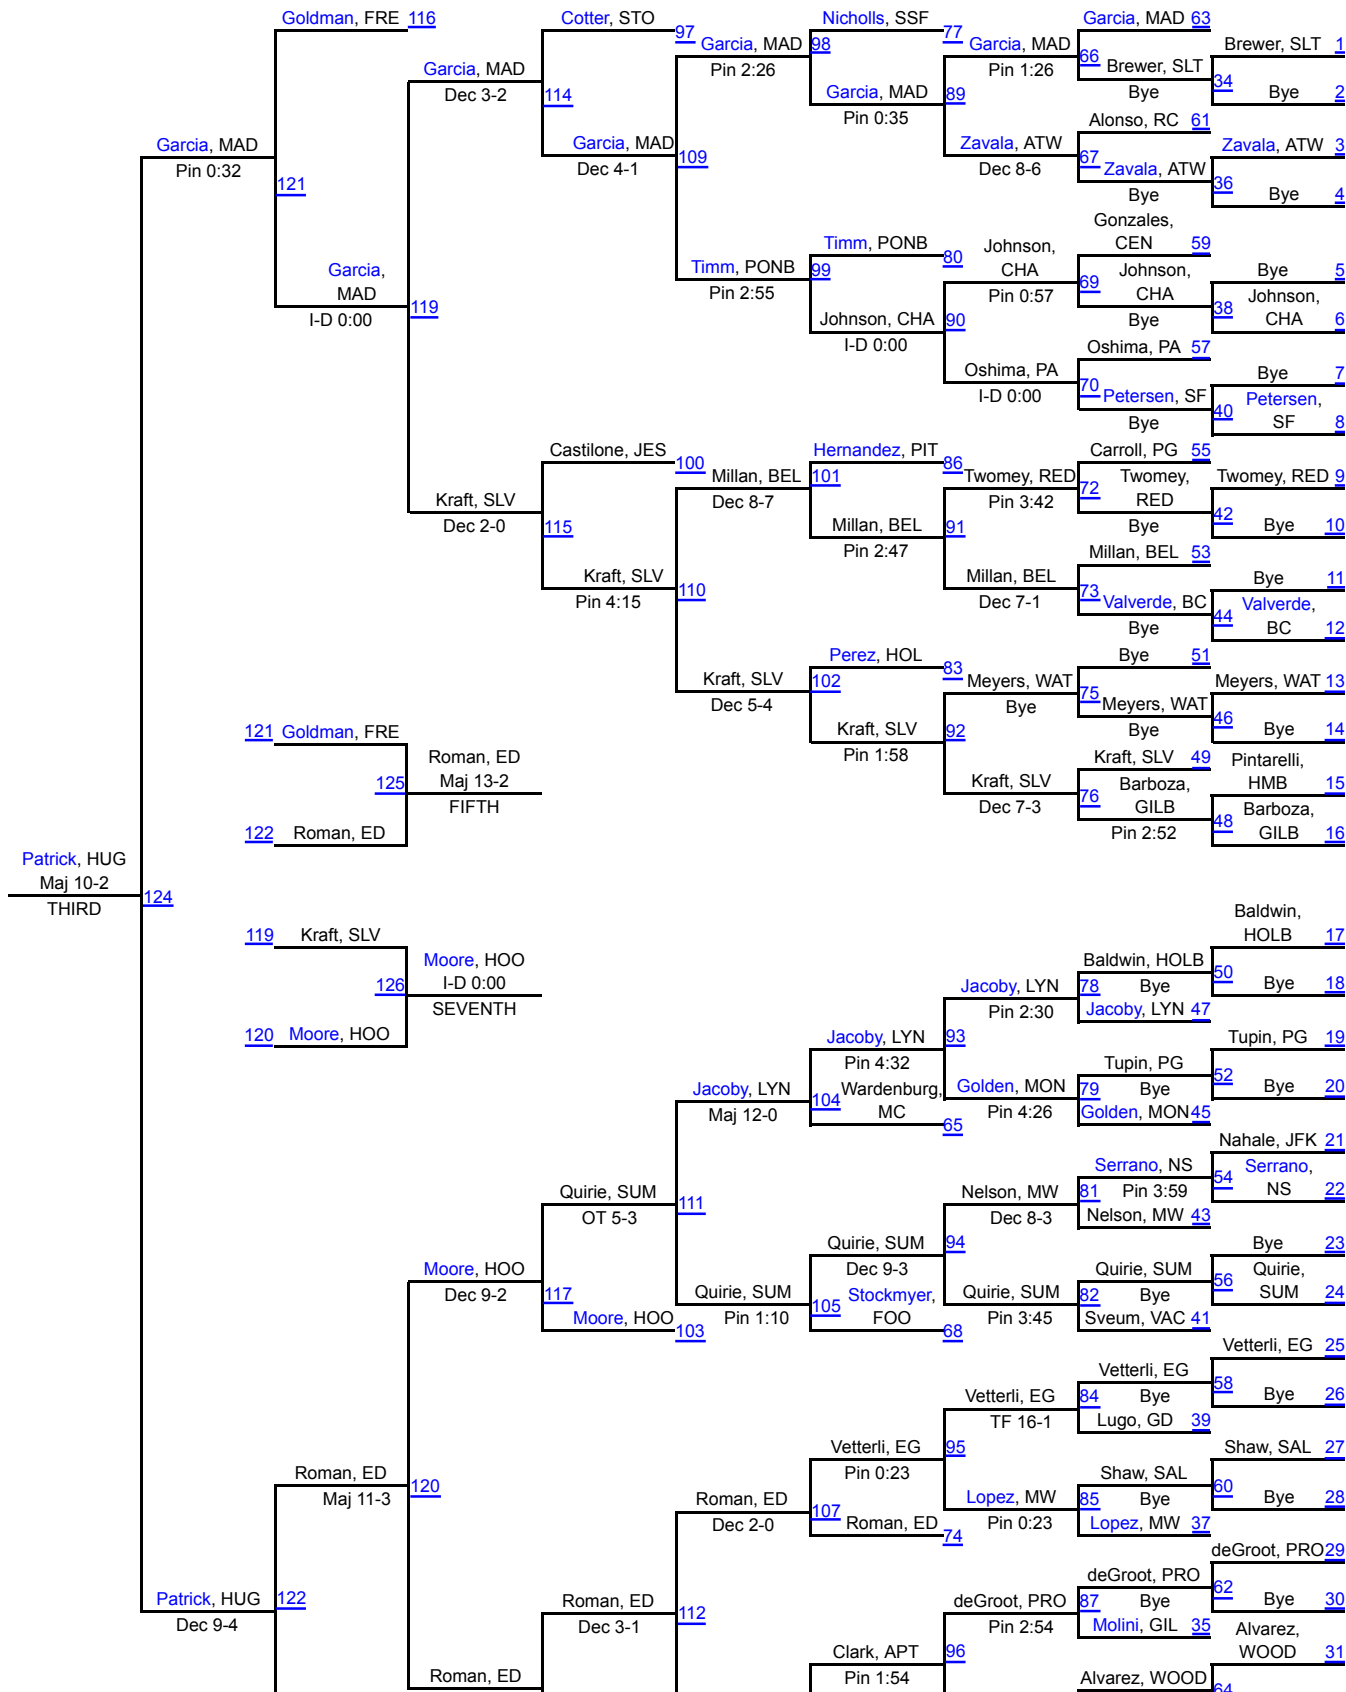 Goldman, FRE 116
Cotter, STO
97
Nicholls, SSF
77
Garcia, MAD 63
Brewer, SLT 1
Garcia, MAD
Pin 2:26
98
Garcia, MAD
Pin 1:26
66
Brewer, SLT
Bye
34
Bye 2
Garcia, MAD
Dec 3-2
114
Garcia, MAD
Pin 0:35
89
Alonso, RC 61
Zavala, ATW 3
Garcia, MAD
Pin 0:32
Garcia, MAD
Dec 4-1
109
Zavala, ATW
Dec 8-6
67
Zavala, ATW
Bye
36
Bye 4
121
Gonzales,
CEN 59
Timm, PONB
80
Johnson,
CHA
Pin 0:57
69
Johnson,
CHA
Bye
Bye 5
38
Johnson,
CHA 6
Garcia,
MAD
I-D 0:00
119
Timm, PONB
Pin 2:55
99
Johnson, CHA
I-D 0:00
90
Oshima, PA 57
Bye 7
Oshima, PA
I-D 0:00
70
Petersen, SF
Bye
40
Petersen,
SF 8
Castilone, JES
100
Hernandez, PIT
86
Carroll, PG 55
Twomey, RED 9
Millan, BEL
Dec 8-7
101
Twomey, RED
Pin 3:42
72
Twomey,
RED
Bye
42
Bye 10
Kraft, SLV
Dec 2-0
115
Millan, BEL
Pin 2:47
91
Millan, BEL 53
Bye 11
Kraft, SLV
Pin 4:15
110
Millan, BEL
Dec 7-1
73
Valverde, BC
Bye
44
Valverde,
BC 12
Perez, HOL
83
Bye 51
Meyers, WAT 13
Kraft, SLV
Dec 5-4
102
Meyers, WAT
Bye
75
Meyers, WAT
Bye
46
Bye 14
121 Goldman, FRE
Kraft, SLV
Pin 1:58
92
Kraft, SLV 49
Pintarelli,
HMB 15
125
Roman, ED
Maj 13-2
FIFTH
Kraft, SLV
Dec 7-3
76
Barboza,
GILB
Pin 2:52
48
Barboza,
GILB 16
122 Roman, ED
Patrick, HUG
Maj 10-2
THIRD
124
119 Kraft, SLV
Baldwin,
HOLB 17
126
Moore, HOO
I-D 0:00
SEVENTH
Baldwin, HOLB
50
Bye 18
Jacoby, LYN
Pin 2:30
78
Bye
Jacoby, LYN 47
120 Moore, HOO
Jacoby, LYN
Pin 4:32
93
Tupin, PG 19
Jacoby, LYN
Maj 12-0
104
Wardenburg,
MC
65
Golden, MON
Pin 4:26
Tupin, PG
79
Bye
Golden, MON 45
52
Bye 20
Nahale, JFK 21
Quirie, SUM
OT 5-3
111
Nelson, MW
Dec 8-3
Serrano, NS
81
Pin 3:59
Nelson, MW 43
54
Serrano,
NS 22
Moore, HOO
Dec 9-2
117
Quirie, SUM
Dec 9-3
94
Bye 23
Quirie, SUM
Pin 1:10
105
Stockmyer,
FOO
68
Quirie, SUM
Pin 3:45
Quirie, SUM
82
Bye
Sveum, VAC 41
56
Quirie,
SUM 24
Moore, HOO
103
Vetterli, EG 25
Vetterli, EG
TF 16-1
Vetterli, EG
84
Bye
Lugo, GD 39
58
Bye 26
Roman, ED
Maj 11-3
120
Vetterli, EG
Pin 0:23
95
Shaw, SAL 27
Roman, ED
Dec 2-0
107
Roman, ED
74
Lopez, MW
Pin 0:23
Shaw, SAL
85
Bye
Lopez, MW 37
60
Bye 28
deGroot, PRO 29
Patrick, HUG
Dec 9-4
122
Roman, ED
Dec 3-1
112
deGroot, PRO
Pin 2:54
deGroot, PRO
87
Bye
Molini, GIL 35
62
Bye 30
Roman, ED
Clark, APT
Pin 1:54
96
Alvarez,
WOOD 31
Alvarez, WOOD
64